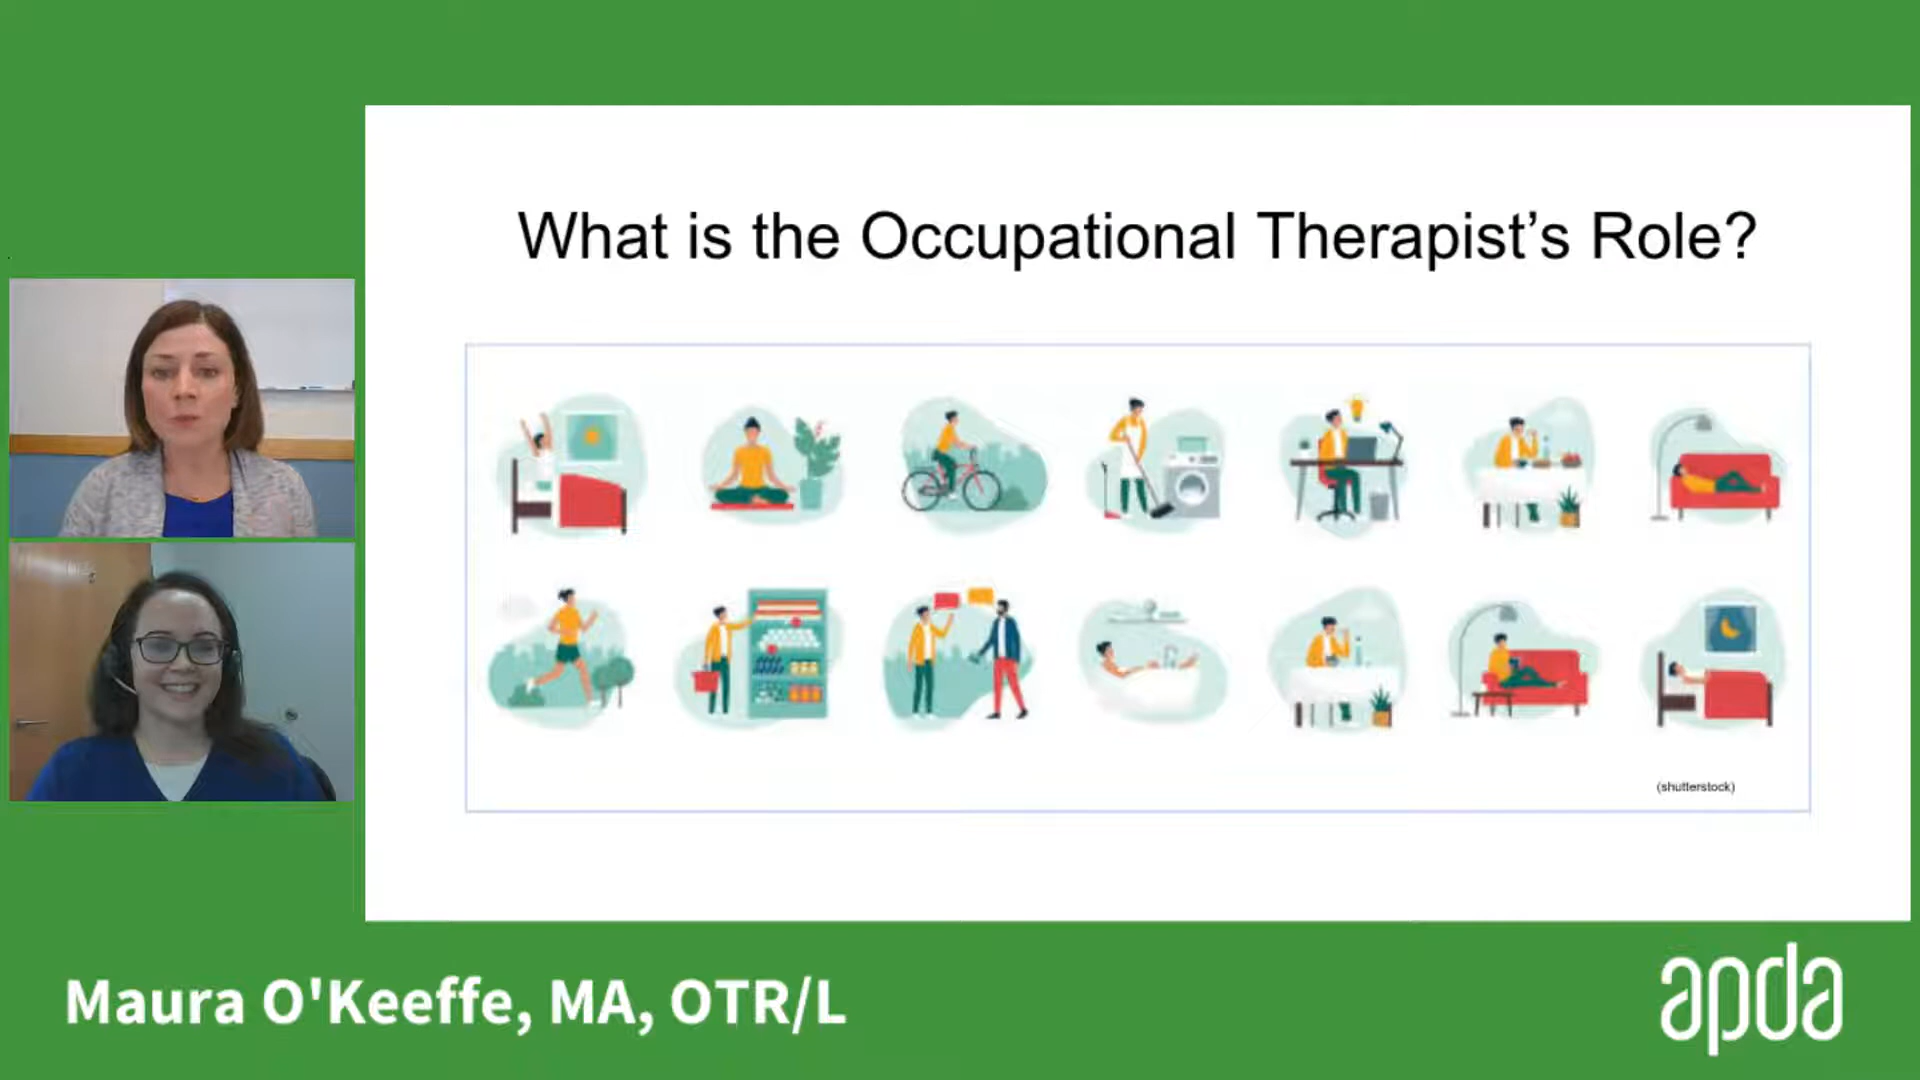 What is the Occupational Therapist’s Role?
(shutterstock)
Maura O'Keeffe, MA, OTR/L
apda